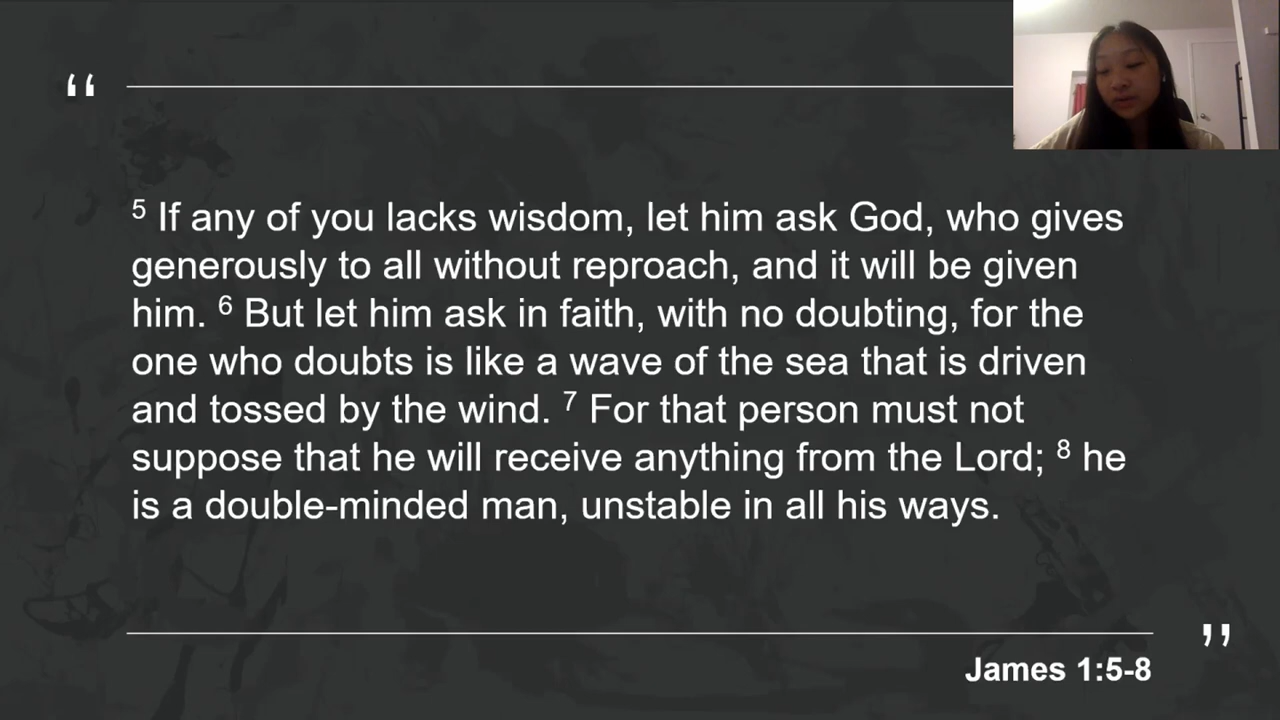 “
⁵ If any of you lacks wisdom, let him ask God, who gives
generously to all without reproach, and it will be given
him. ⁶ But let him ask in faith, with no doubting, for the
one who doubts is like a wave of the sea that is driven
and tossed by the wind. ⁷ For that person must not
suppose that he will receive anything from the Lord; ⁸ he
is a double-minded man, unstable in all his ways.
”
James 1:5-8